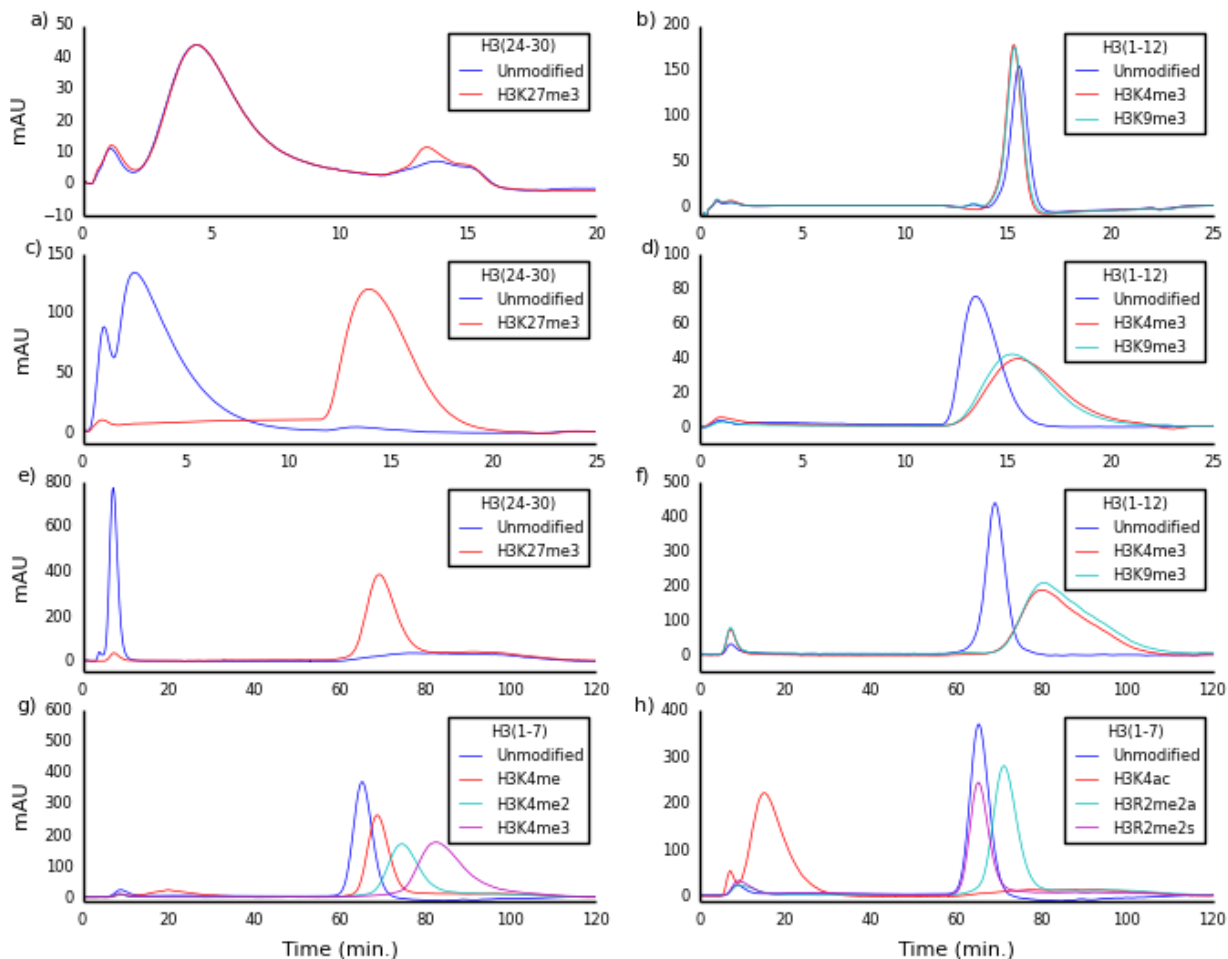 a)
50
40
30
20
10
0
−10
mAU
H3(24-30)
Unmodified
H3K27me3
0 5 10 15 20
b)
200
150
100
50
0
H3(1-12)
Unmodified
H3K4me3
H3K9me3
0 5 10 15 20 25
c)
150
100
50
0
mAU
H3(24-30)
Unmodified
H3K27me3
0 5 10 15 20 25
d)
100
80
60
40
20
0
H3(1-12)
Unmodified
H3K4me3
H3K9me3
0 5 10 15 20 25
e)
800
600
400
200
0
mAU
H3(24-30)
Unmodified
H3K27me3
0 20 40 60 80 100 120
f)
500
400
300
200
100
0
H3(1-12)
Unmodified
H3K4me3
H3K9me3
0 20 40 60 80 100 120
g)
600
500
400
300
200
100
0
mAU
H3(1-7)
Unmodified
H3K4me
H3K4me2
H3K4me3
0 20 40 60 80 100 120
Time (min.)
h)
400
300
200
100
0
H3(1-7)
Unmodified
H3K4ac
H3R2me2a
H3R2me2s
0 20 40 60 80 100 120
Time (min.)